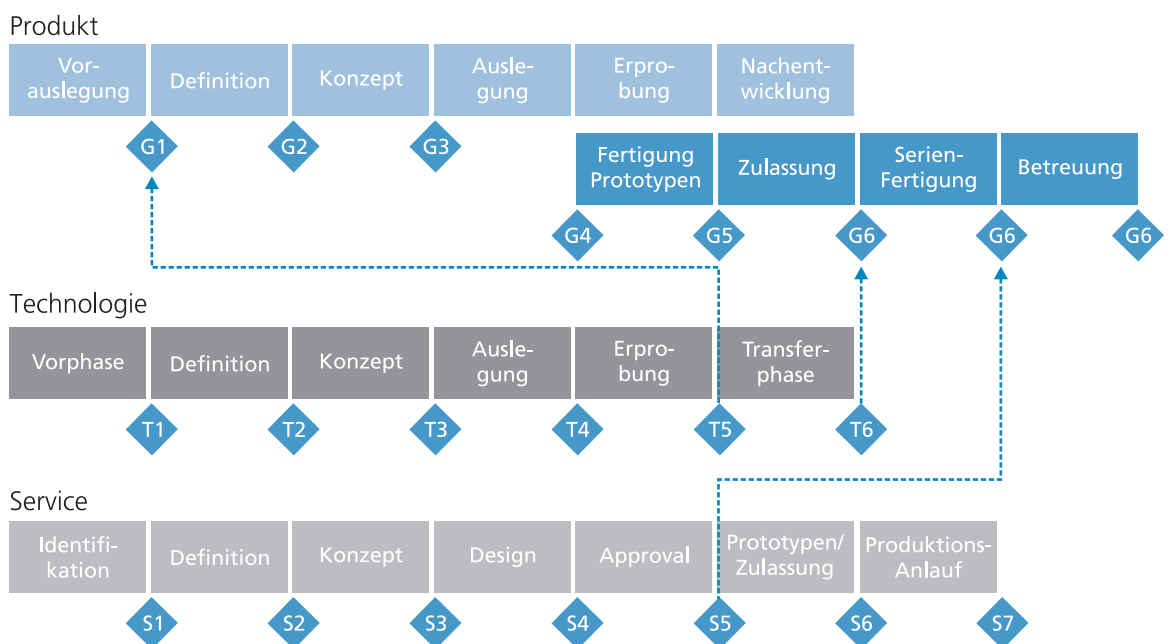 Produkt
Vor-
auslegung
Definition
Konzept
Ausle-
gung
Erpro-
bung
Nachent-
wicklung
G1
G2
G3
Fertigung
Prototypen
Zulassung
Serien-
Fertigung
Betreuung
G4
G5
G6
G6
G6
Technologie
Vorphase
Definition
Konzept
Ausle-
gung
Erpro-
bung
Transfer-
phase
T1
T2
T3
T4
T5
T6
Service
Identifi-
kation
Definition
Konzept
Design
Approval
Prototypen/
Zulassung
Produktions-
Anlauf
S1
S2
S3
S4
S5
S6
S7